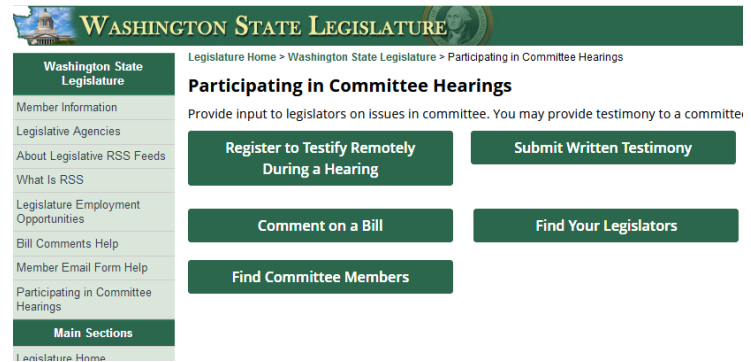 WASHINGTON STATE LEGISLATURE
Legislature Home > Washington State Legislature > Participating in Committee Hearings
Washington State
Legislature
Member Information
Legislative Agencies
About Legislative RSS Feeds
What Is RSS
Legislature Employment
Opportunities
Bill Comments Help
Member Email Form Help
Participating in Committee
Hearings
Main Sections
Legislature Home
Participating in Committee Hearings
Provide input to legislators on issues in committee. You may provide testimony to a committee
Register to Testify Remotely
During a Hearing
Submit Written Testimony
Comment on a Bill
Find Your Legislators
Find Committee Members